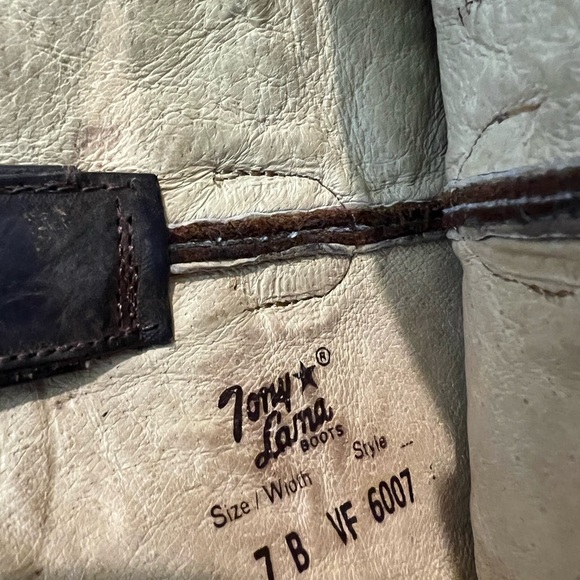 Tony ★ ®
Lama
BOOTS
Size / Width Style
7 B VF 6007